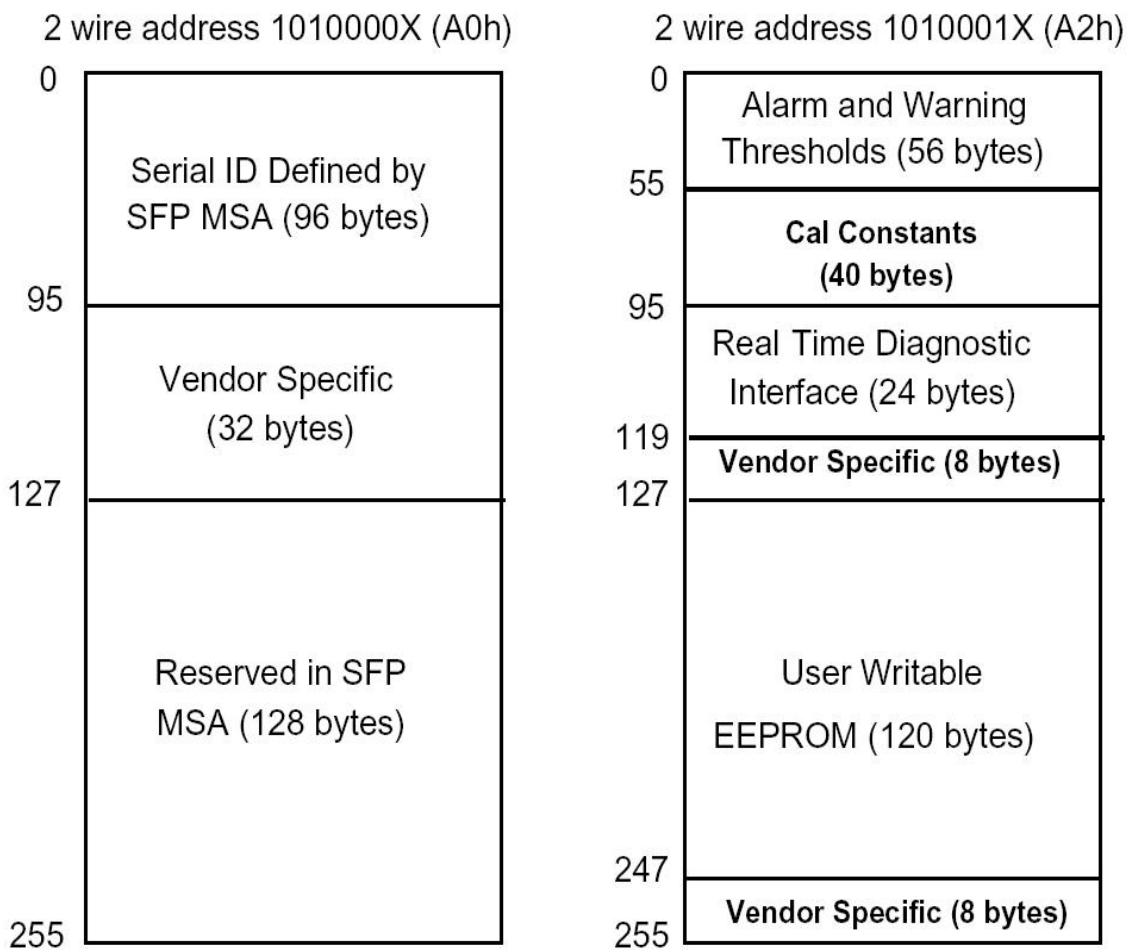 2 wire address 1010000X (A0h)
0
Serial ID Defined by
SFP MSA (96 bytes)
95
Vendor Specific
(32 bytes)
127
Reserved in SFP
MSA (128 bytes)
255
2 wire address 1010001X (A2h)
0
Alarm and Warning
Thresholds (56 bytes)
55
Cal Constants
(40 bytes)
95
Real Time Diagnostic
Interface (24 bytes)
119
Vendor Specific (8 bytes)
127
User Writable
EEPROM (120 bytes)
247
Vendor Specific (8 bytes)
255